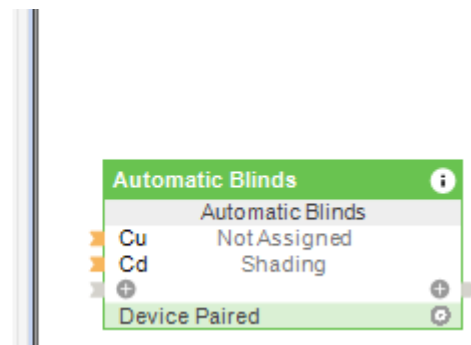 Automatic Blinds
Automatic Blinds
Cu Not Assigned
Cd Shading
Device Paired